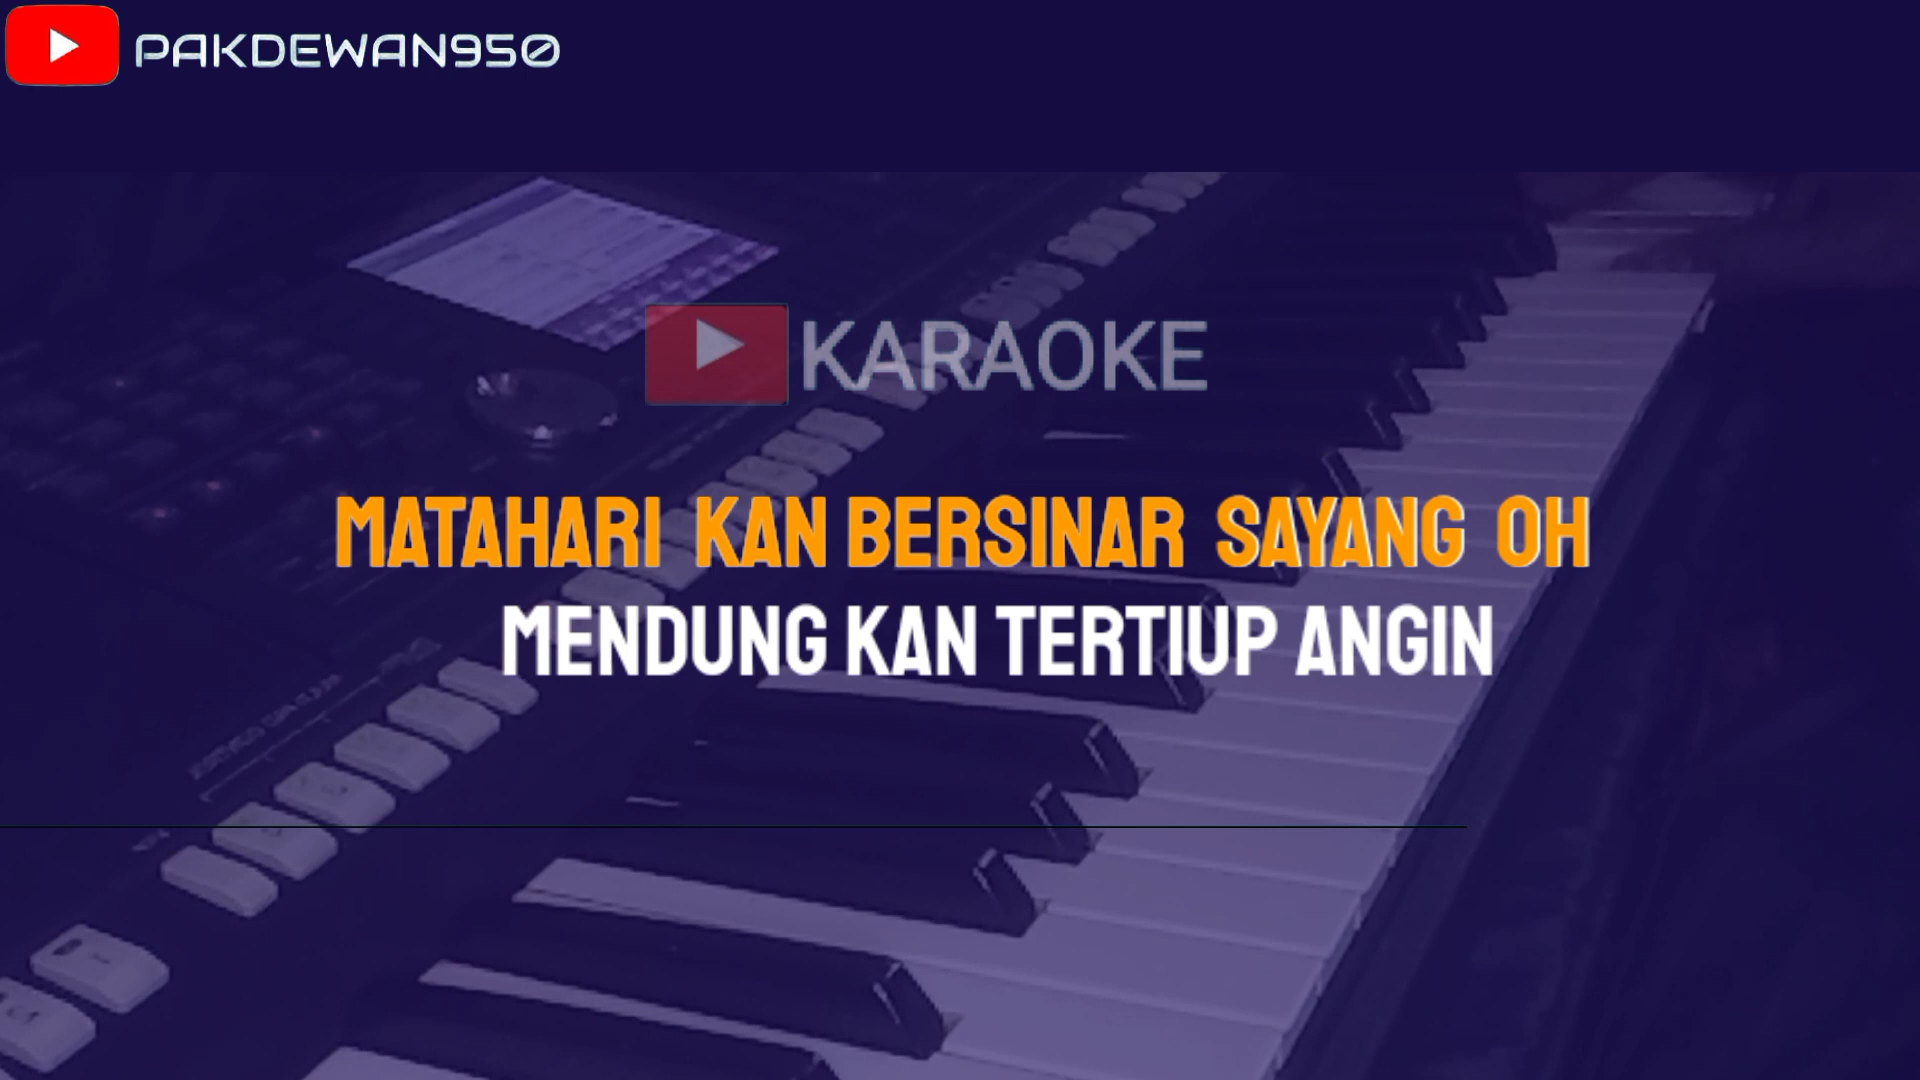 PAKDEWAN950
KARAOKE
MATAHARI KAN BERSINAR SAYANG OH
MENDUNG KAN TERTIUP ANGIN